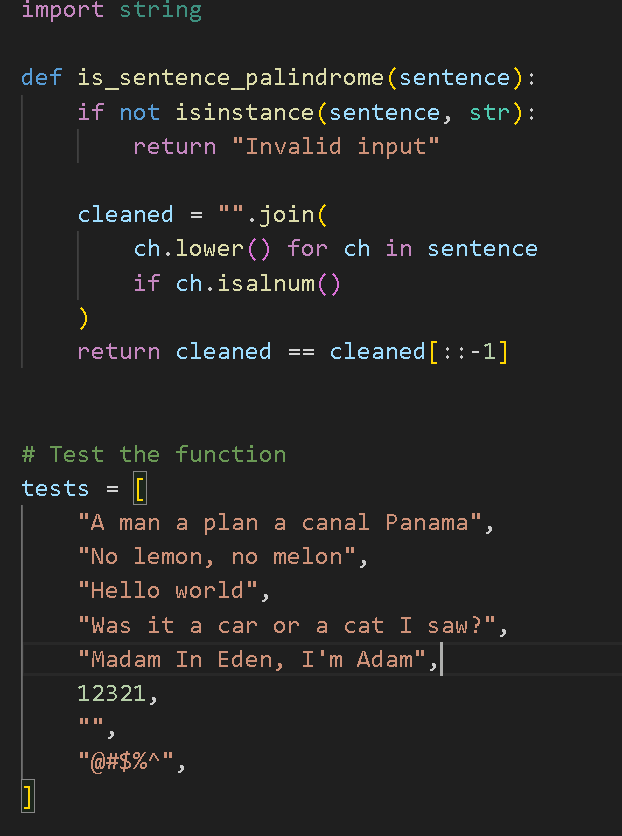 import string
def is_sentence_palindrome(sentence):
    if not isinstance(sentence, str):
        return "Invalid input"
    cleaned = "".join(
        ch.lower() for ch in sentence
        if ch.isalnum()
    )
    return cleaned == cleaned[::-1]
# Test the function
tests = [
    "A man a plan a canal Panama",
    "No lemon, no melon",
    "Hello world",
    "Was it a car or a cat I saw?",
    "Madam In Eden, I'm Adam",
    12321,
    "",
    "@#$%^",
]